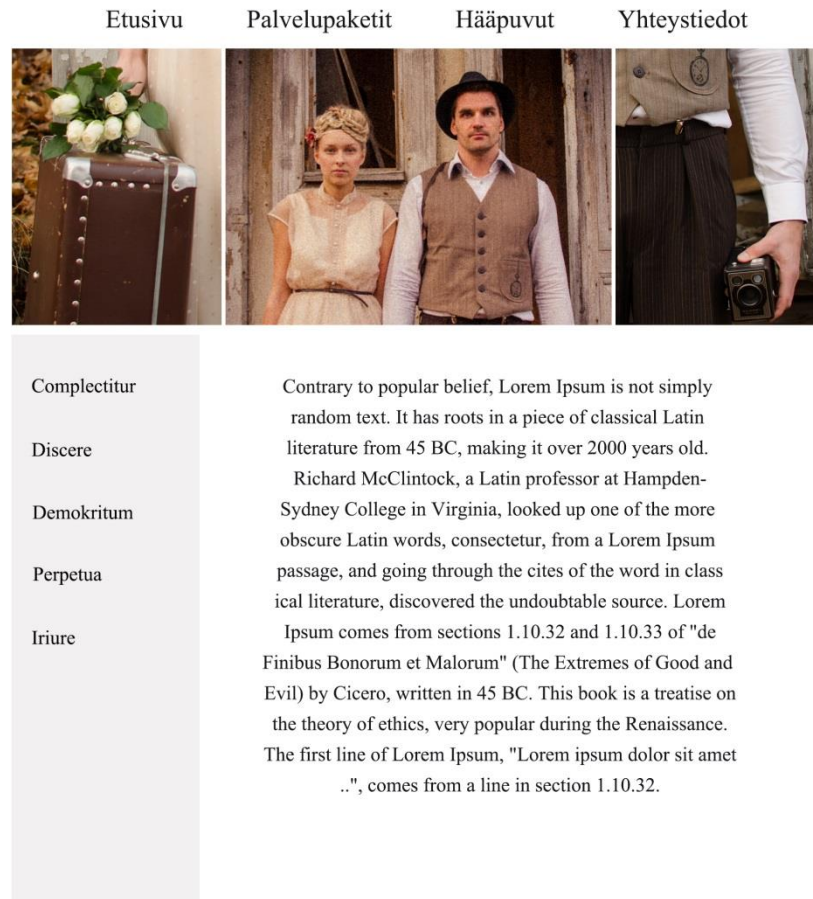 Etusivu Palvelupaketit Hääpuvut Yhteystiedot
Complectitur
Discere
Demokritum
Perpetua
Iriure
Contrary to popular belief, Lorem Ipsum is not simply
random text. It has roots in a piece of classical Latin
literature from 45 BC, making it over 2000 years old.
Richard McClintock, a Latin professor at Hampden-
Sydney College in Virginia, looked up one of the more
obscure Latin words, consectetur, from a Lorem Ipsum
passage, and going through the cites of the word in class
ical literature, discovered the undoubtable source. Lorem
Ipsum comes from sections 1.10.32 and 1.10.33 of "de
Finibus Bonorum et Malorum" (The Extremes of Good and
Evil) by Cicero, written in 45 BC. This book is a treatise on
the theory of ethics, very popular during the Renaissance.
The first line of Lorem Ipsum, "Lorem ipsum dolor sit amet
..", comes from a line in section 1.10.32.